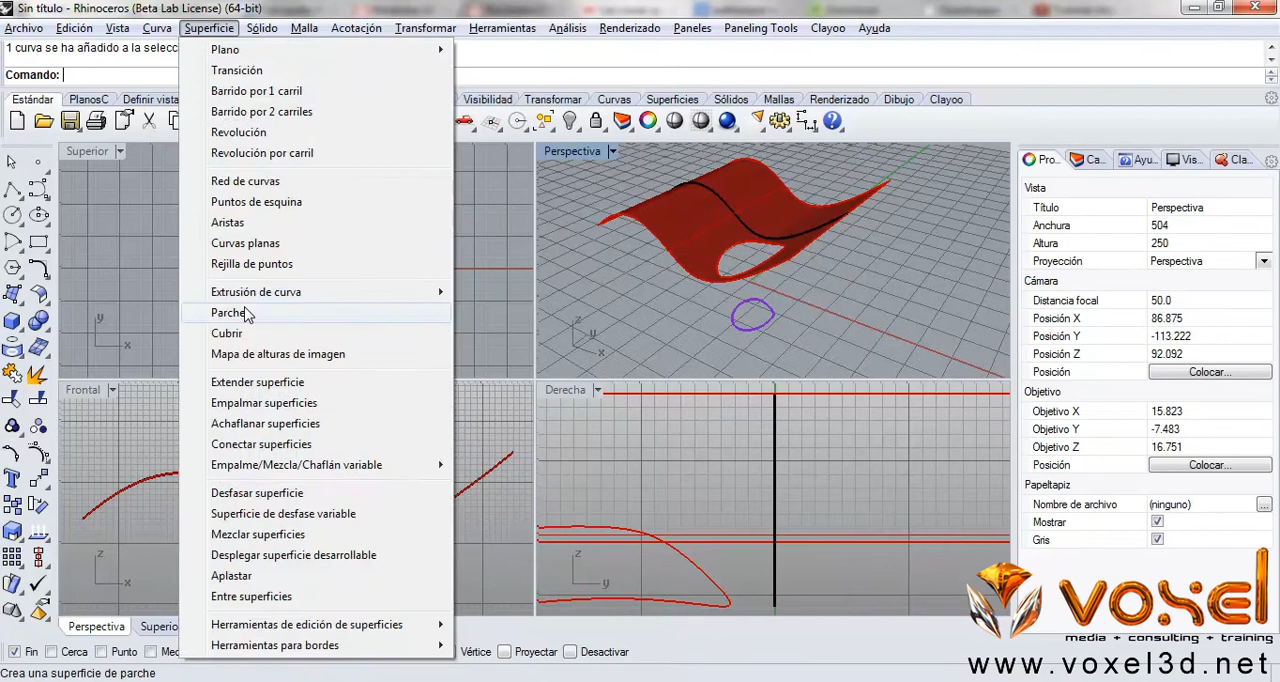 Sin título - Rhinoceros (Beta Lab License) (64-bit)
Archivo Edición Vista Curva Superficie Sólido Malla Acotación Transformar Herramientas Análisis Renderizado Paneles Paneling Tools Clayoo Ayuda
1 curva se ha añadido a la selecc
Comando:
Estándar PlanosC Definir vista Visibilidad Transformar Curvas Superficies Sólidos Mallas Renderizado Dibujo Clayoo
Plano
Transición
Barrido por 1 carril
Barrido por 2 carriles
Revolución
Revolución por carril
Red de curvas
Puntos de esquina
Aristas
Curvas planas
Rejilla de puntos
Extrusión de curva
Parche
Cubrir
Mapa de alturas de imagen
Extender superficie
Empalmar superficies
Achaflanar superficies
Conectar superficies
Empalme/Mezcla/Chaflán variable
Desfasar superficie
Superficie de desfase variable
Mezclar superficies
Desplegar superficie desarrollable
Aplastar
Entre superficies
Herramientas de edición de superficies
Herramientas para bordes
Superior
y
x
Perspectiva
z
y
x
Frontal
z
x
Derecha
z
y
Pro... Ca... Ayu... Vis... Cla...
Vista
Título Perspectiva
Anchura 504
Altura 250
Proyección Perspectiva
Cámara
Distancia focal 50.0
Posición X 86.875
Posición Y -113.225
Posición Z 92.092
Posición Colocar...
Objetivo
Objetivo X 15.823
Objetivo Y -7.483
Objetivo Z 16.751
Posición Colocar...
Papeltapiz
Nombre de archivo (ninguno) ...
Mostrar
Gris
Perspectiva Superio
Fin Cerca Punto Med Vértice Proyectar Desactivar
Crea una superficie de parche
voxel
media + consulting + training
www.voxel3d.net